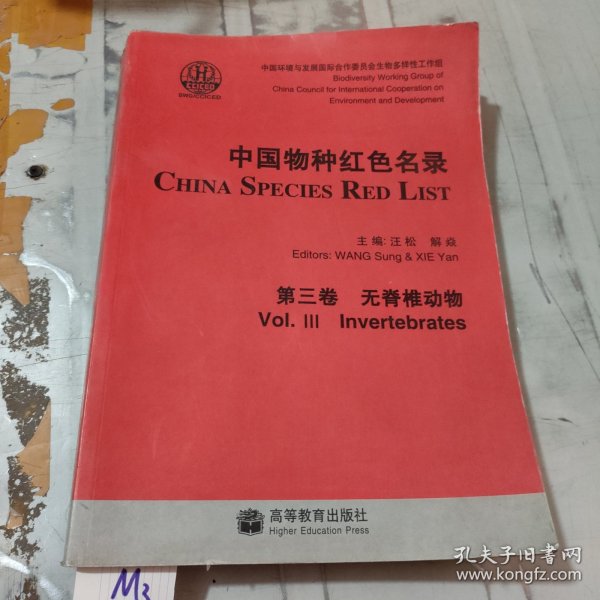 中国环境与发展国际合作委员会生物多样性工作组
Biodiversity Working Group of
China Council for International Cooperation on
Environment and Development
CCICED
BWG/CCICED
中国物种红色名录
CHINA SPECIES RED LIST
主编:汪松 解焱
Editors: WANG Sung & XIE Yan
第三卷 无脊椎动物
Vol. III Invertebrates
高等教育出版社
Higher Education Press
M2
孔夫子旧书网
www.kongfz.com